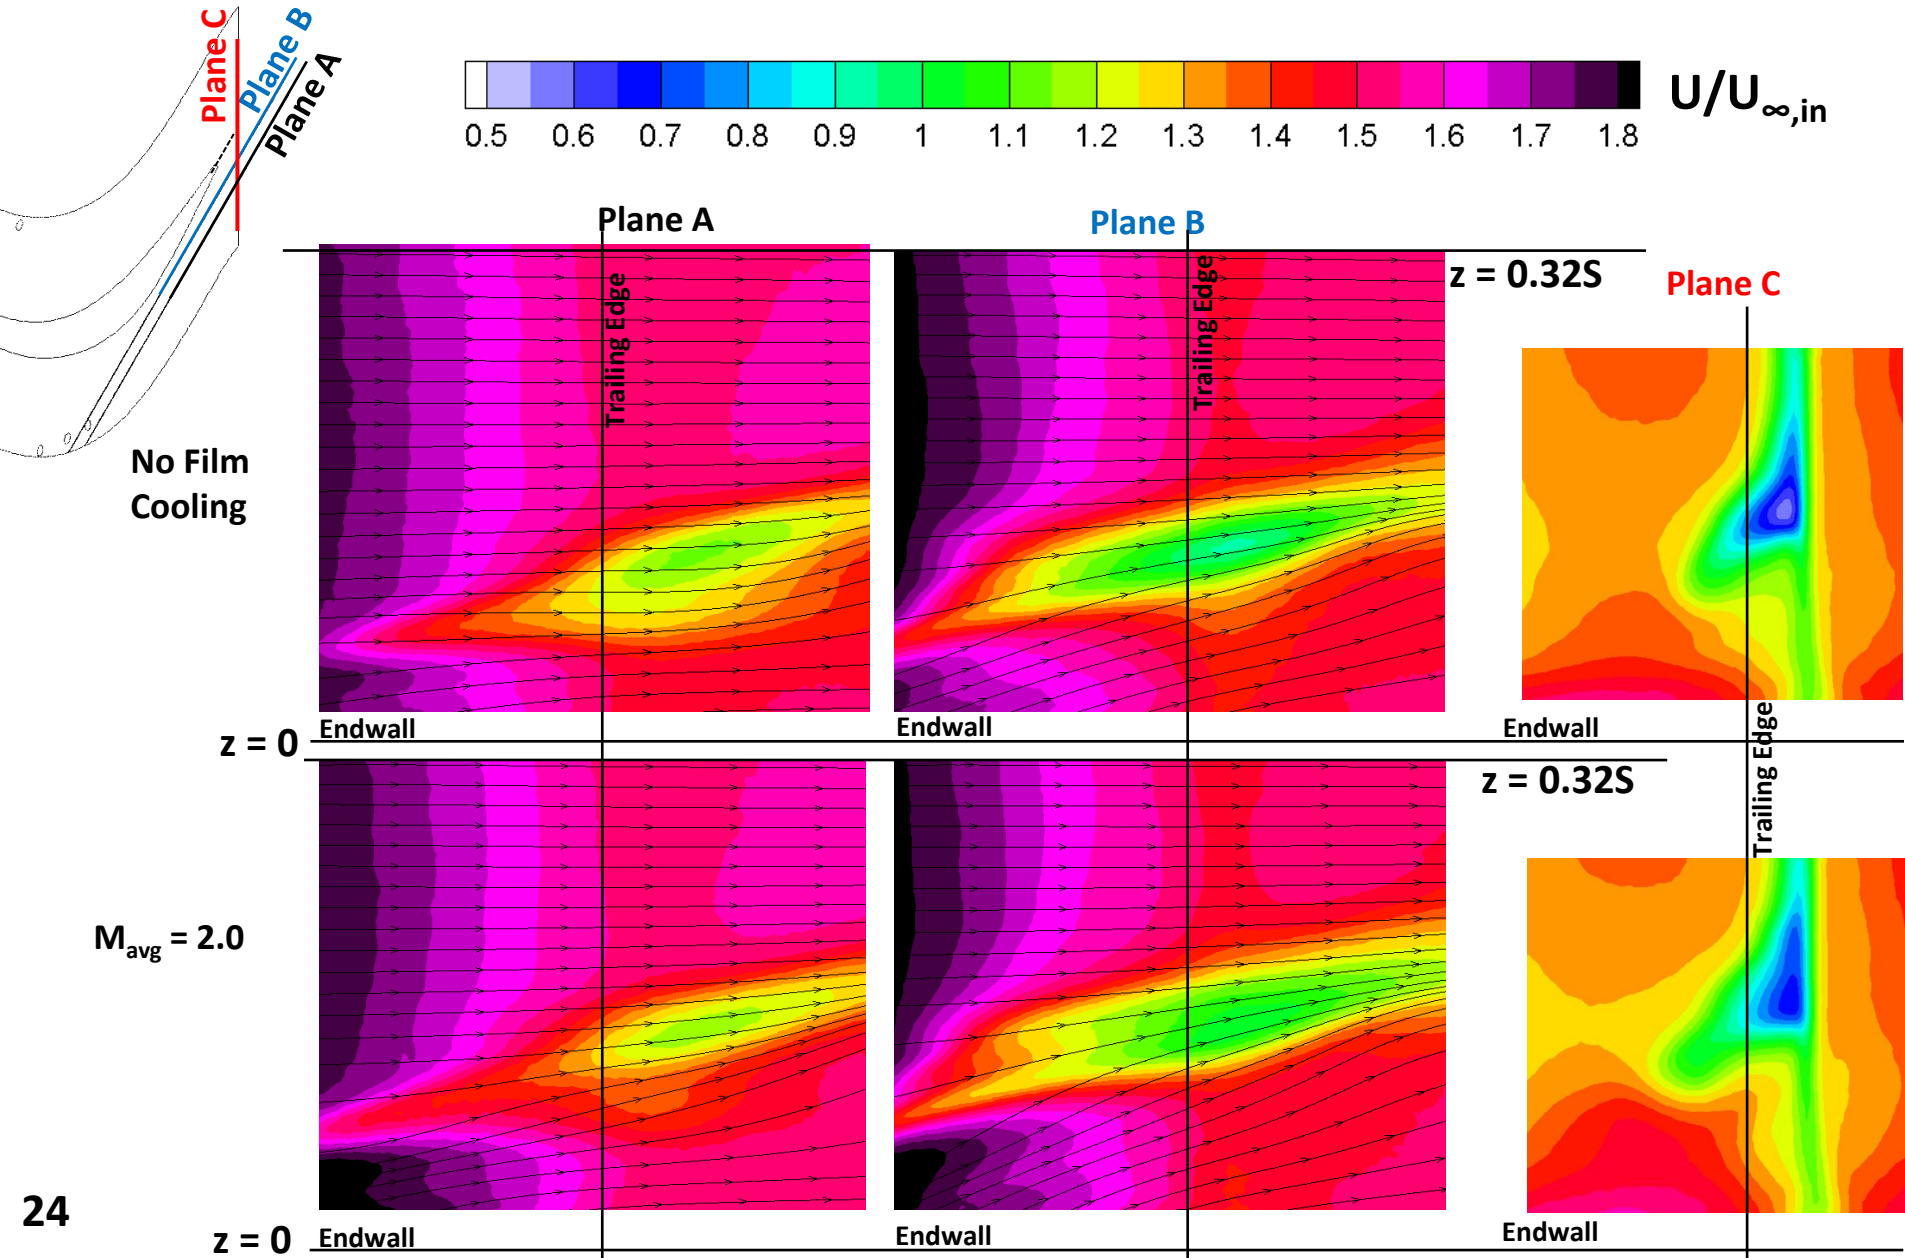 Plane C
Plane B
Plane A
0.5 0.6 0.7 0.8 0.9 1 1.1 1.2 1.3 1.4 1.5 1.6 1.7 1.8
U/U∞,in
Plane A
Plane B
z = 0.32S
Plane C
Trailing Edge
Trailing Edge
No Film
Cooling
Endwall
Endwall
Endwall
z = 0
Trailing Edge
z = 0.32S
Mavg = 2.0
24
Endwall
Endwall
Endwall
z = 0